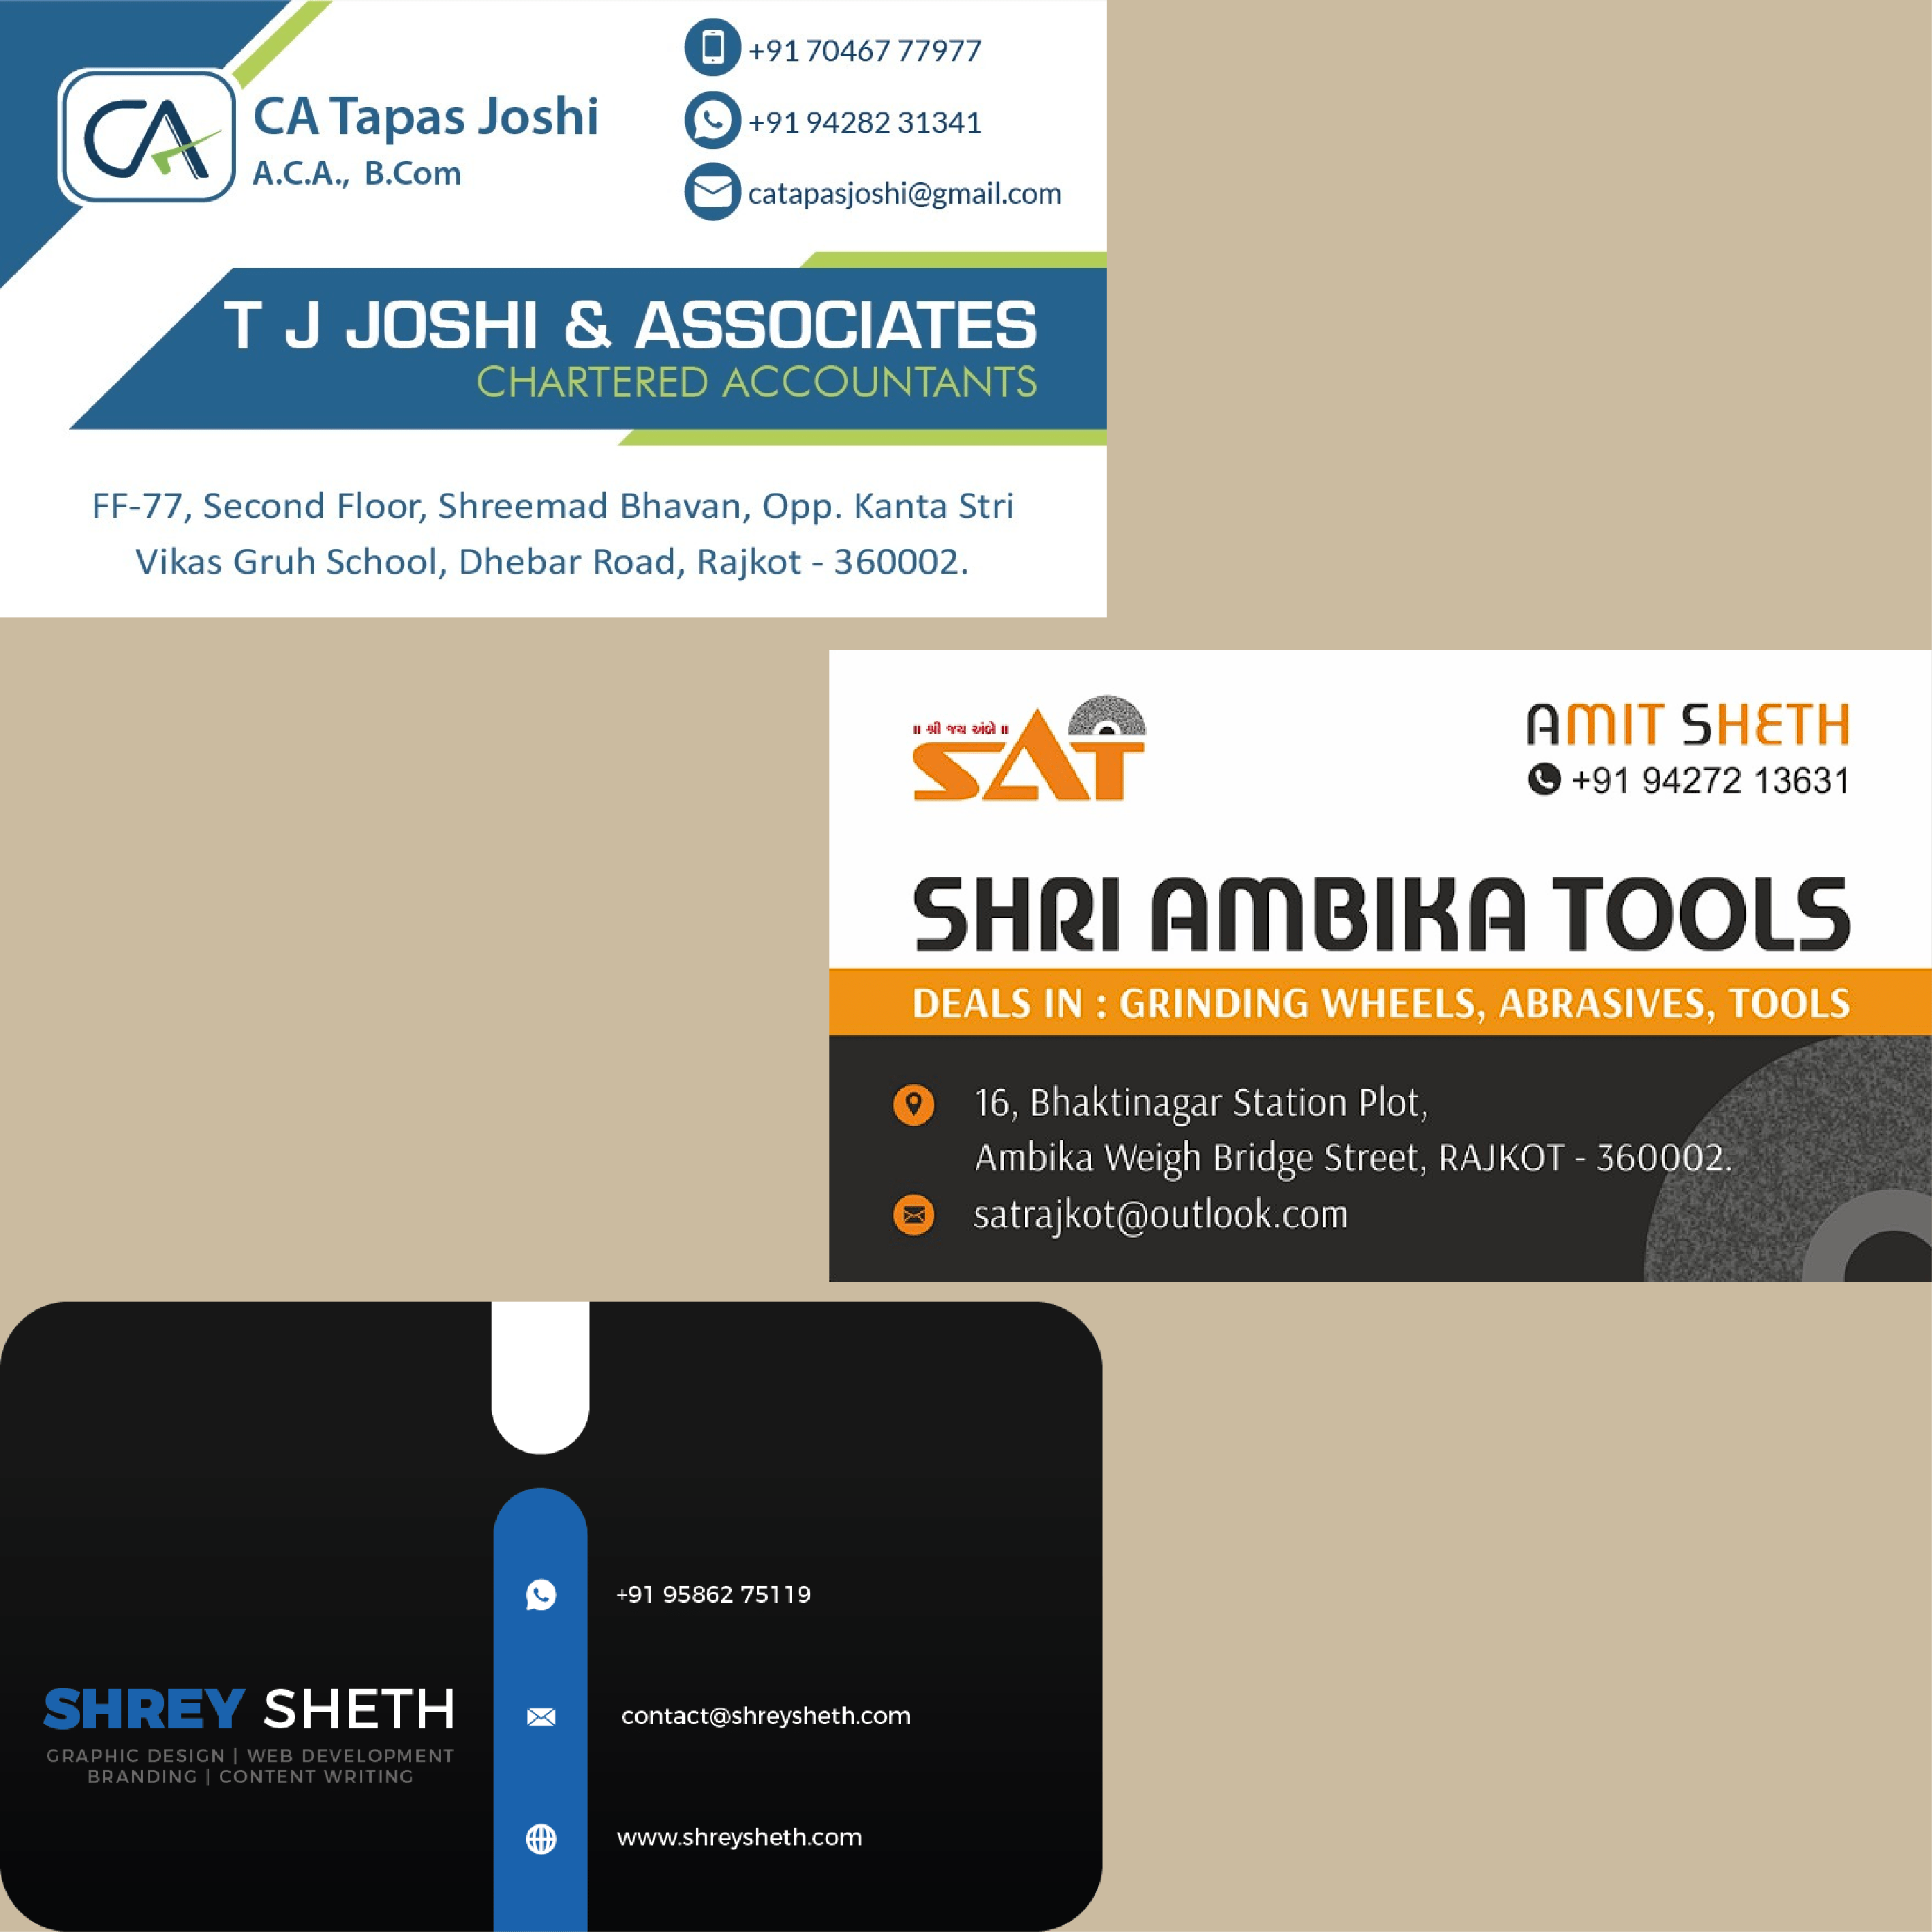 CA
CA Tapas Joshi
A.C.A., B.Com
+91 70467 77977
+91 94282 31341
catapasjoshi@gmail.com
T J JOSHI & ASSOCIATES
CHARTERED ACCOUNTANTS
FF-77, Second Floor, Shreemad Bhavan, Opp. Kanta Stri
Vikas Gruh School, Dhebar Road, Rajkot - 360002.
॥ શ્રી જય અંબે ॥
SAT
AMIT SHETH
+91 94272 13631
SHRI AMBIKA TOOLS
DEALS IN : GRINDING WHEELS, ABRASIVES, TOOLS
16, Bhaktinagar Station Plot,
Ambika Weigh Bridge Street, RAJKOT - 360002.
satrajkot@outlook.com
SHREY SHETH
GRAPHIC DESIGN | WEB DEVELOPMENT
BRANDING | CONTENT WRITING
+91 95862 75119
contact@shreysheth.com
www.shreysheth.com